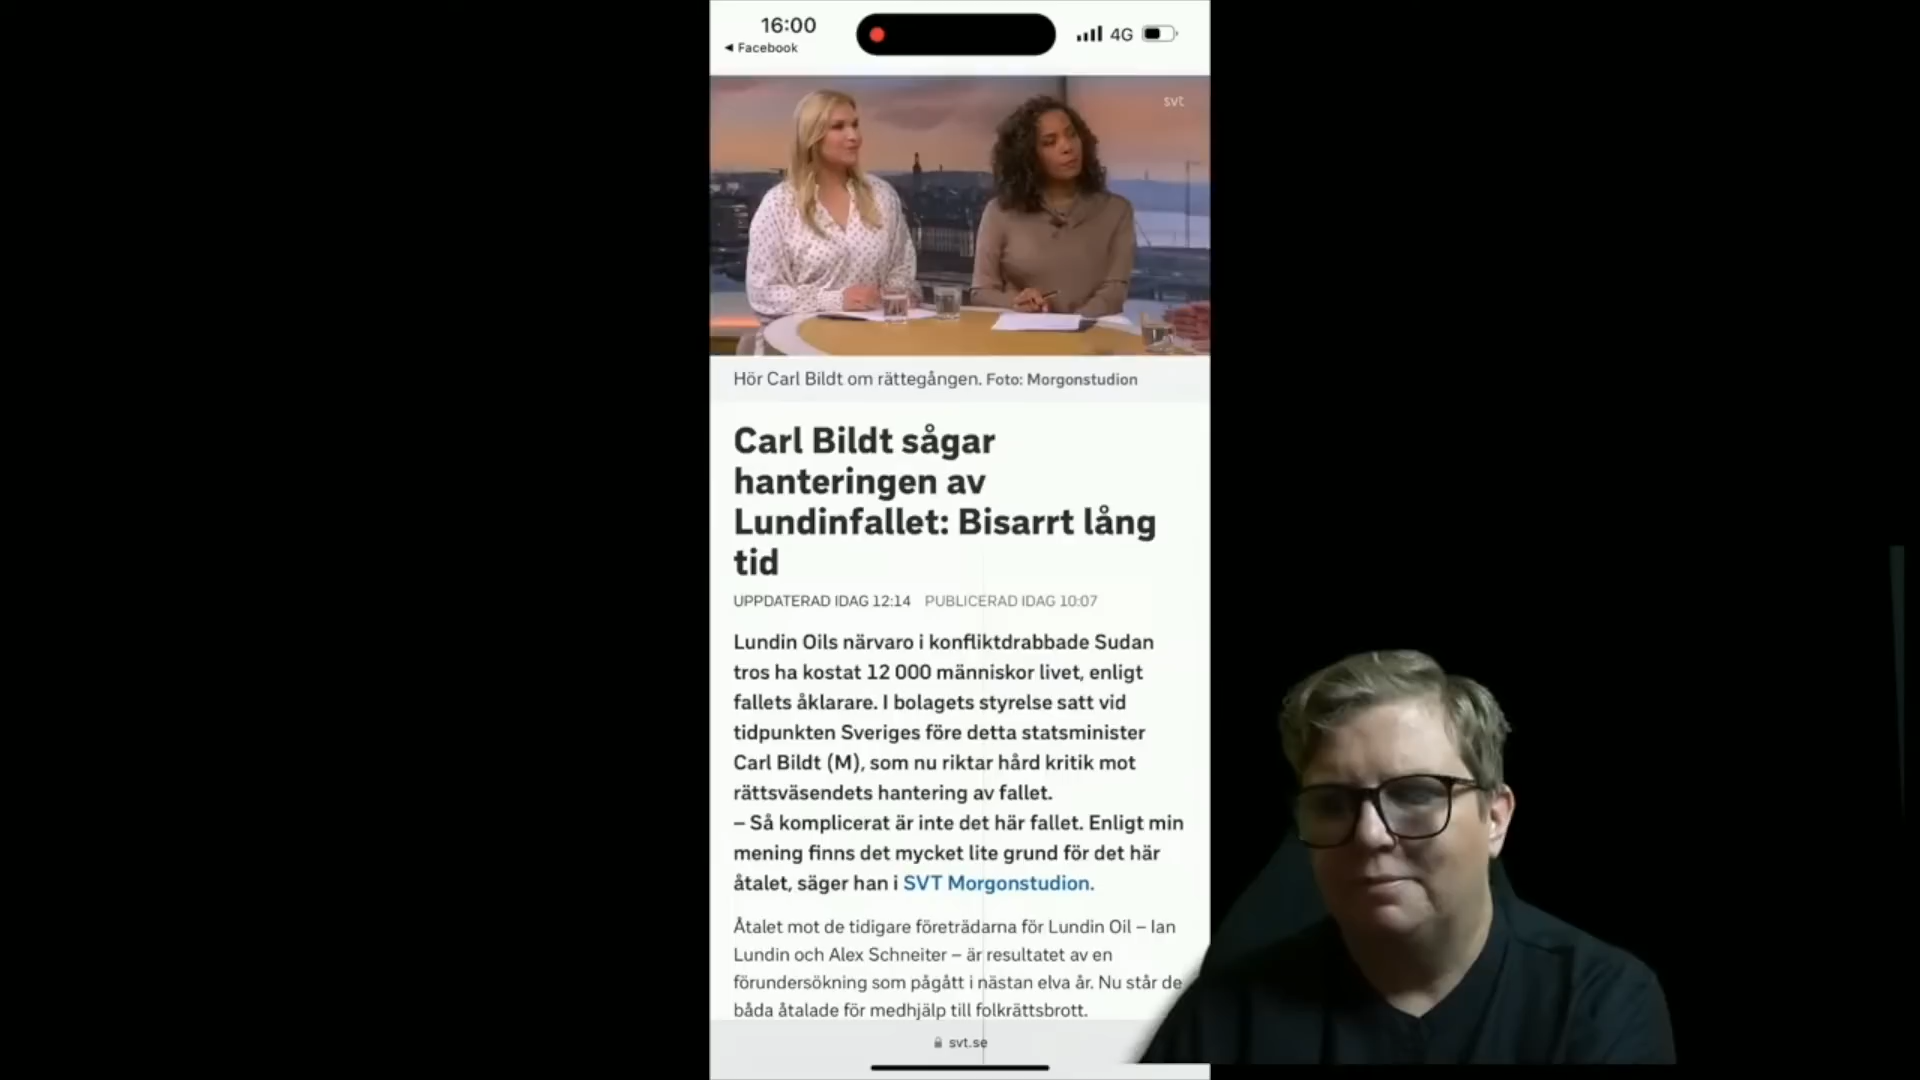 16:00
4G
◄ Facebook
svt
Hör Carl Bildt om rättegången. Foto: Morgonstudion
Carl Bildt sågar
hanteringen av
Lundinfallet: Bisarrt lång
tid
UPPDATERAD IDAG 12:14 PUBLICERAD IDAG 10:07
Lundin Oils närvaro i konfliktdrabbade Sudan
tros ha kostat 12 000 människor livet, enligt
fallets åklarare. I bolagets styrelse satt vid
tidpunkten Sveriges före detta statsminister
Carl Bildt (M), som nu riktar hård kritik mot
rättsväsendets hantering av fallet.
– Så komplicerat är inte det här fallet. Enligt min
mening finns det mycket lite grund för det här
åtalet, säger han i SVT Morgonstudion.
Åtalet mot de tidigare företrädarna för Lundin Oil – Ian
Lundin och Alex Schneiter – är resultatet av en
förundersökning som pågått i nästan elva år. Nu står de
båda åtalade för medhjälp till folkrättsbrott.
svt.se